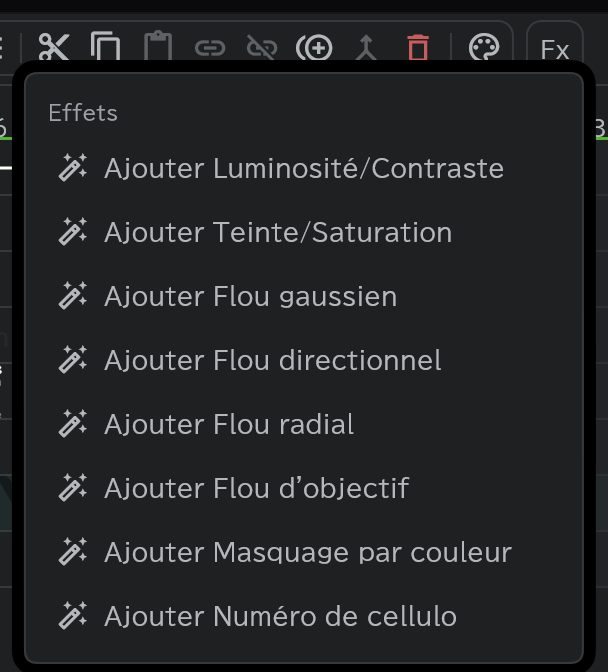 Fx
Effets
Ajouter Luminosité/Contraste
Ajouter Teinte/Saturation
Ajouter Flou gaussien
Ajouter Flou directionnel
Ajouter Flou radial
Ajouter Flou d’objectif
Ajouter Masquage par couleur
Ajouter Numéro de cellulo